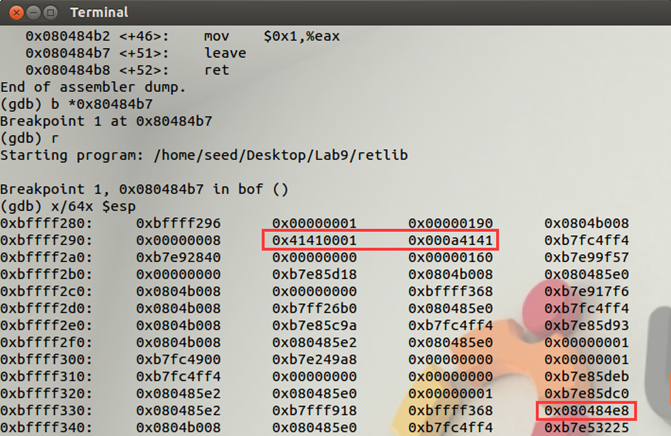 Terminal
0x080484b2 <+46>: mov $0x1,%eax
0x080484b7 <+51>: leave
0x080484b8 <+52>: ret
End of assembler dump.
(gdb) b *0x80484b7
Breakpoint 1 at 0x80484b7
(gdb) r
Starting program: /home/seed/Desktop/Lab9/retlib
Breakpoint 1, 0x080484b7 in bof ()
(gdb) x/64x $esp
0xbffff280: 0xbffff296 0x00000001 0x00000190 0x0804b008
0xbffff290: 0x00000008 0x41410001 0x000a4141 0xb7fc4ff4
0xbffff2a0: 0xb7e92840 0x00000000 0x00000160 0xb7e99f57
0xbffff2b0: 0x00000000 0xb7e85d18 0x0804b008 0x080485e0
0xbffff2c0: 0x0804b008 0x00000000 0xbffff368 0xb7e917f6
0xbffff2d0: 0x0804b008 0xb7ff26b0 0x080485e0 0xb7fc4ff4
0xbffff2e0: 0x0804b008 0xb7e85c9a 0xb7fc4ff4 0xb7e85d93
0xbffff2f0: 0x0804b008 0x080485e2 0x080485e0 0x00000001
0xbffff300: 0xb7fc4900 0xb7e249a8 0x00000000 0x00000001
0xbffff310: 0xb7fc4ff4 0x00000000 0x00000000 0xb7e85deb
0xbffff320: 0x080485e2 0x080485e0 0x00000001 0xb7e85dc0
0xbffff330: 0x080485e2 0xb7fff918 0xbffff368 0x080484e8
0xbffff340: 0x0804b008 0x080485e0 0xb7fc4ff4 0xb7e53225